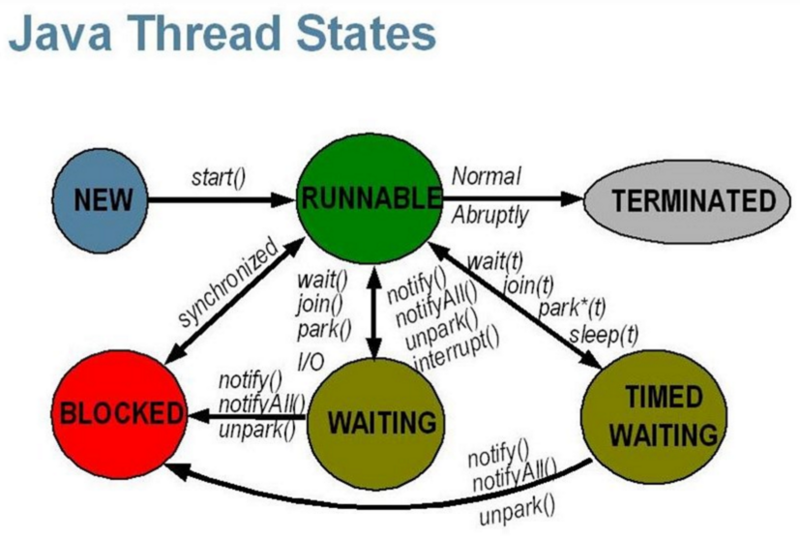 Java Thread States
NEW
start()
RUNNABLE
Normal
Abruptly
TERMINATED
synchronized
wait()
join()
park()
I/O
notify()
notifyAll()
unpark()
interrupt()
wait(t)
join(t)
park*(t)
sleep(t)
BLOCKED
notify()
notifyAll()
unpark()
WAITING
TIMED
WAITING
notify()
notifyAll()
unpark()